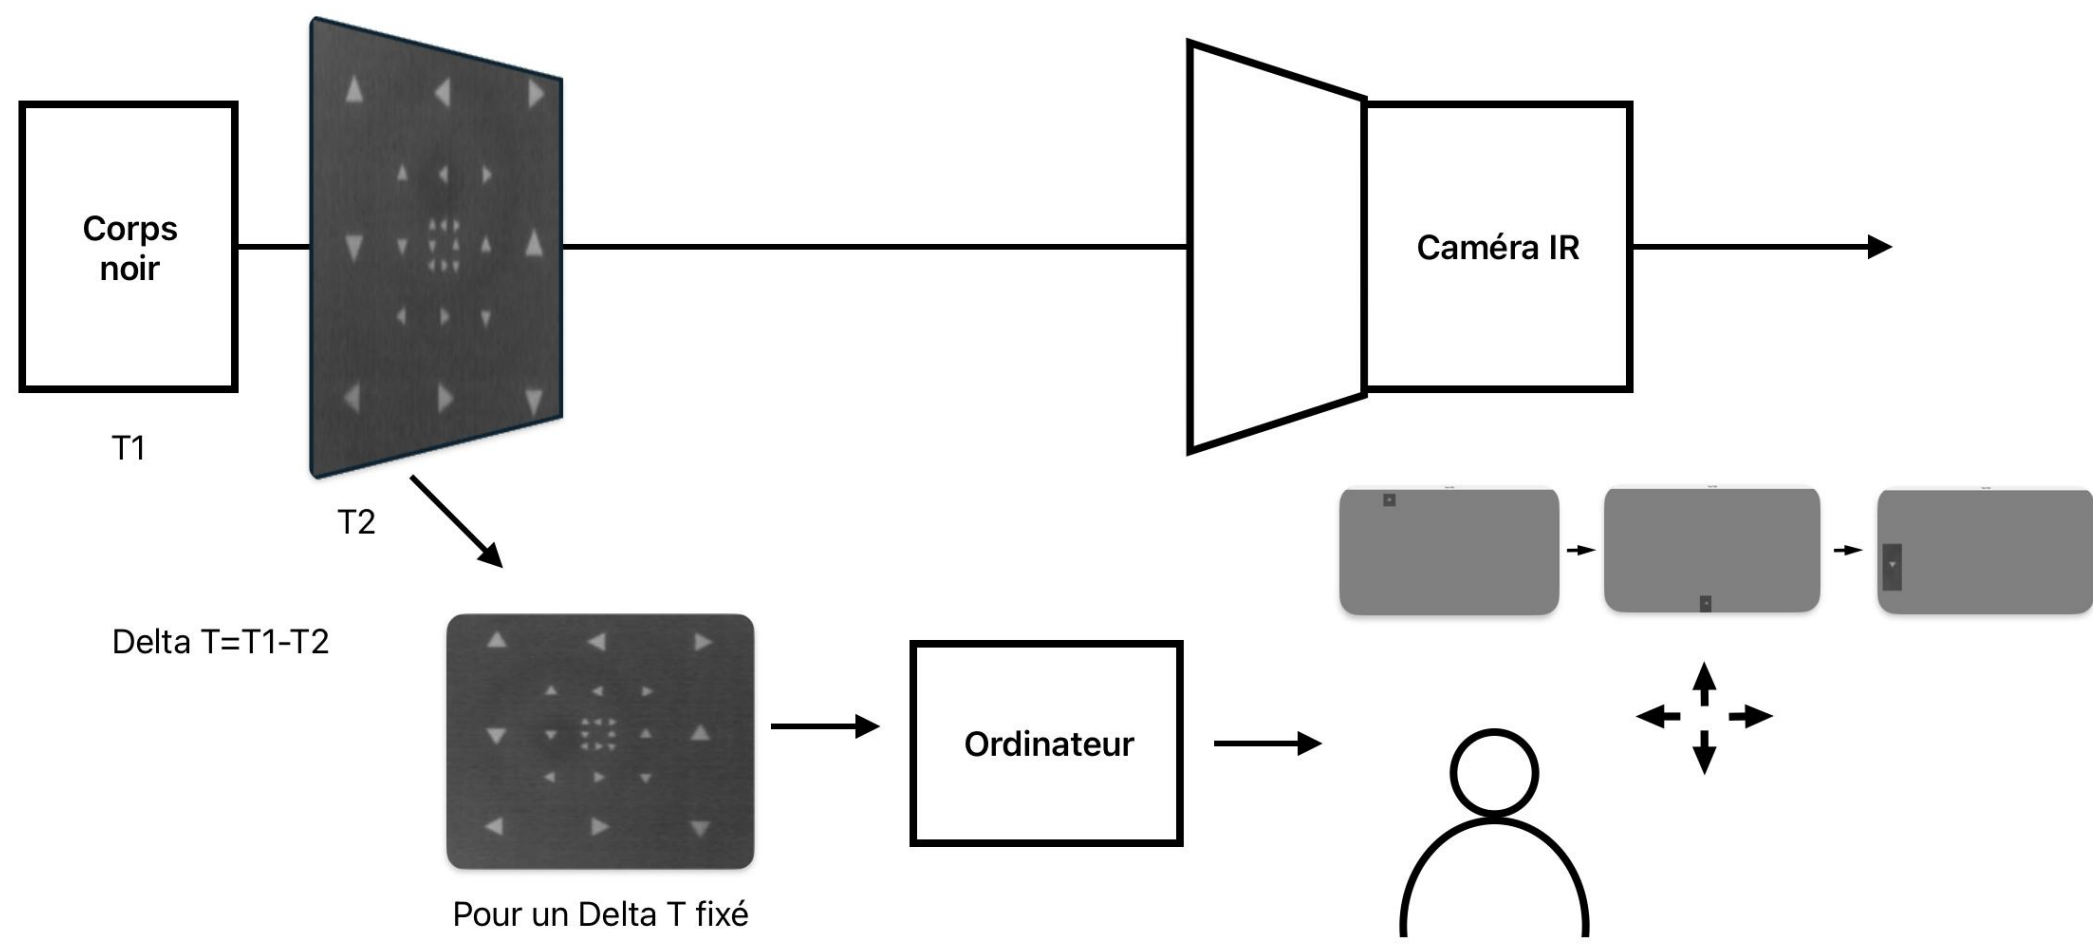 Corps
noir
Caméra IR
T1
T2
Delta T=T1-T2
Ordinateur
Pour un Delta T fixé